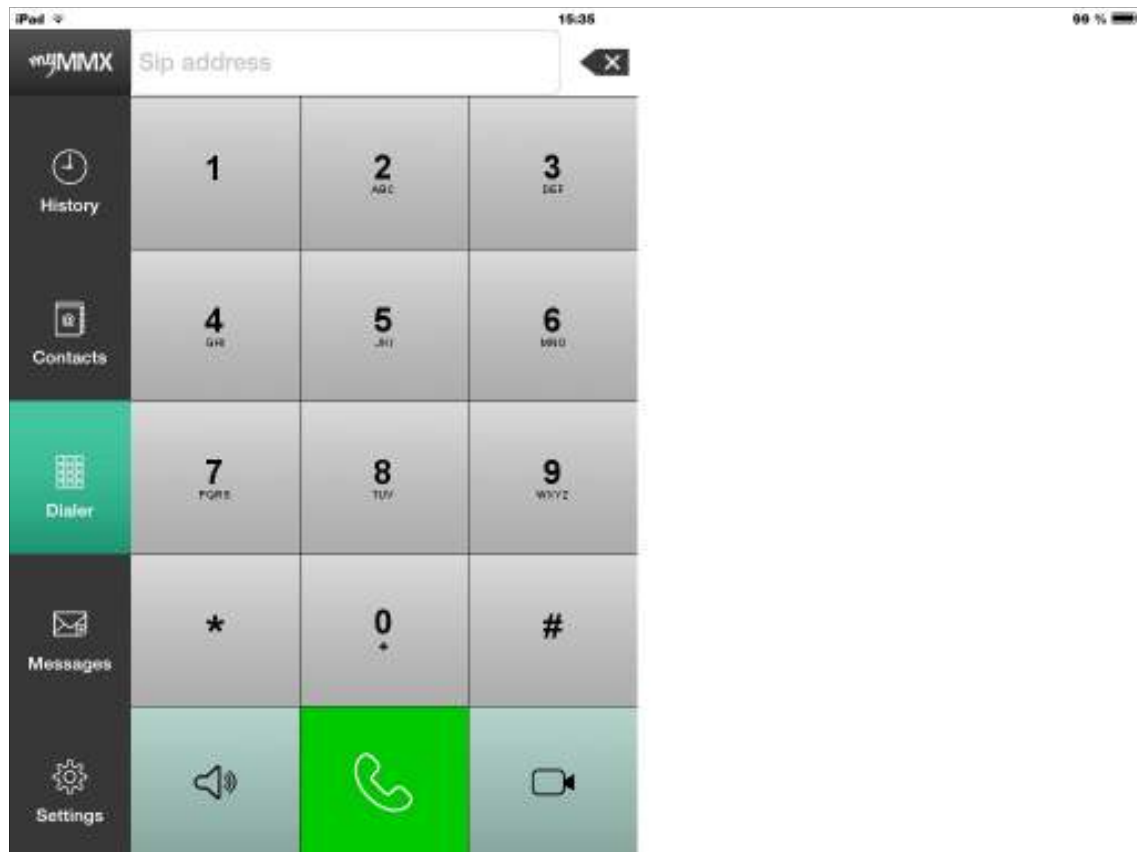 iPad 15:35 99 %
myMMX Sip address
History
1
2
ABC
3
DEF
Contacts
4
GHI
5
JKl
6
MNO
Dialer
7
PQRS
8
TUV
9
WXYZ
Messages
*
0
+
#
Settings